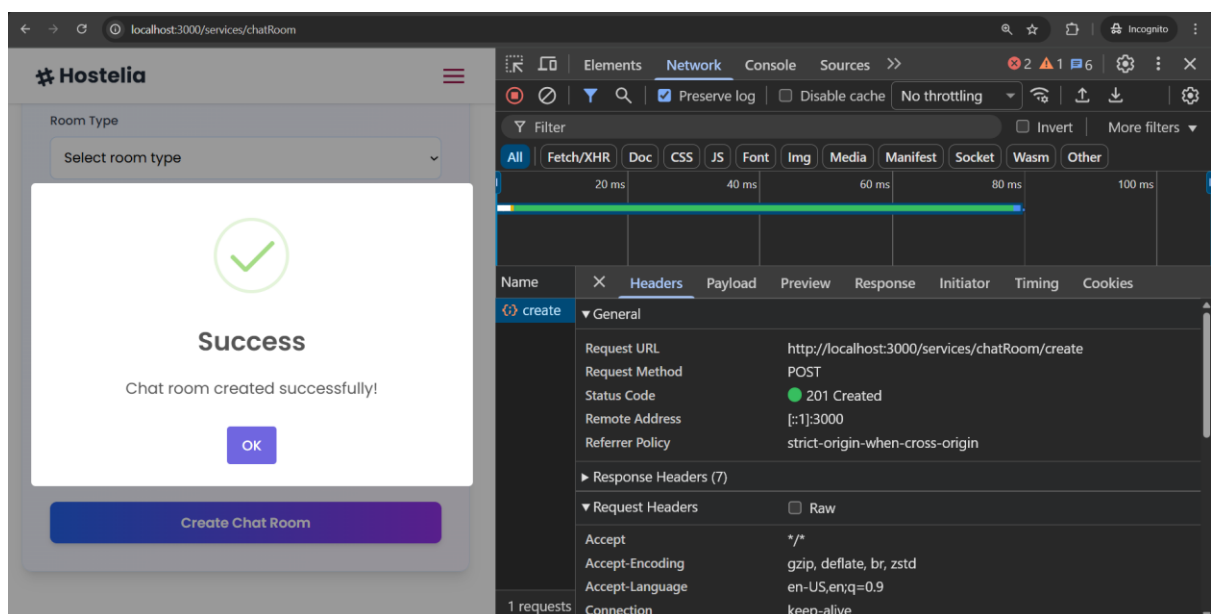 localhost:3000/services/chatRoom
Incognito
Hostelia
Room Type
Select room type
Success
Chat room created successfully!
OK
Create Chat Room
Elements Network Console Sources 2 1 6
Preserve log Disable cache No throttling
Filter Invert More filters
All Fetch/XHR Doc CSS JS Font Img Media Manifest Socket Wasm Other
20 ms 40 ms 60 ms 80 ms 100 ms
Name Headers Payload Preview Response Initiator Timing Cookies
create
General
Request URL http://localhost:3000/services/chatRoom/create
Request Method POST
Status Code 201 Created
Remote Address [::1]:3000
Referrer Policy strict-origin-when-cross-origin
Response Headers (7)
Request Headers Raw
Accept */*
Accept-Encoding gzip, deflate, br, zstd
Accept-Language en-US,en;q=0.9
Connection keep-alive
1 requests